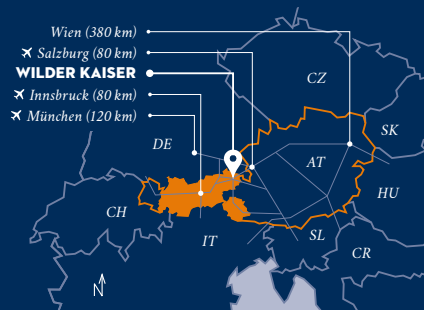 Wien (380 km)
Salzburg (80 km)
WILDER KAISER
Innsbruck (80 km)
München (120 km)
CZ
SK
DE
AT
HU
CH
IT
SL
CR
N